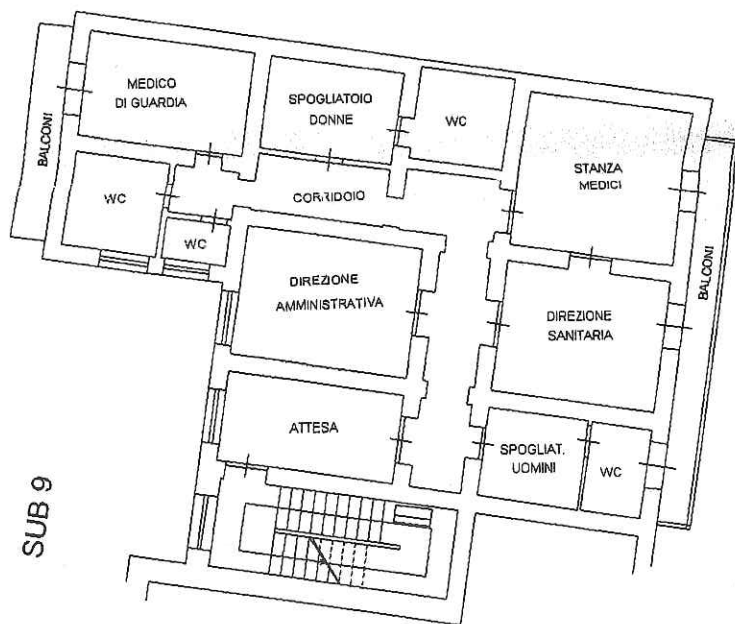 MEDICO
DI GUARDIA
SPOGLIATOIO
DONNE
WC
STANZA
MEDICI
BALCONI
WC
CORRIDOIO
WC
DIREZIONE
AMMINISTRATIVA
DIREZIONE
SANITARIA
BALCONI
ATTESA
SPOGLIAT.
UOMINI
WC
SUB 9